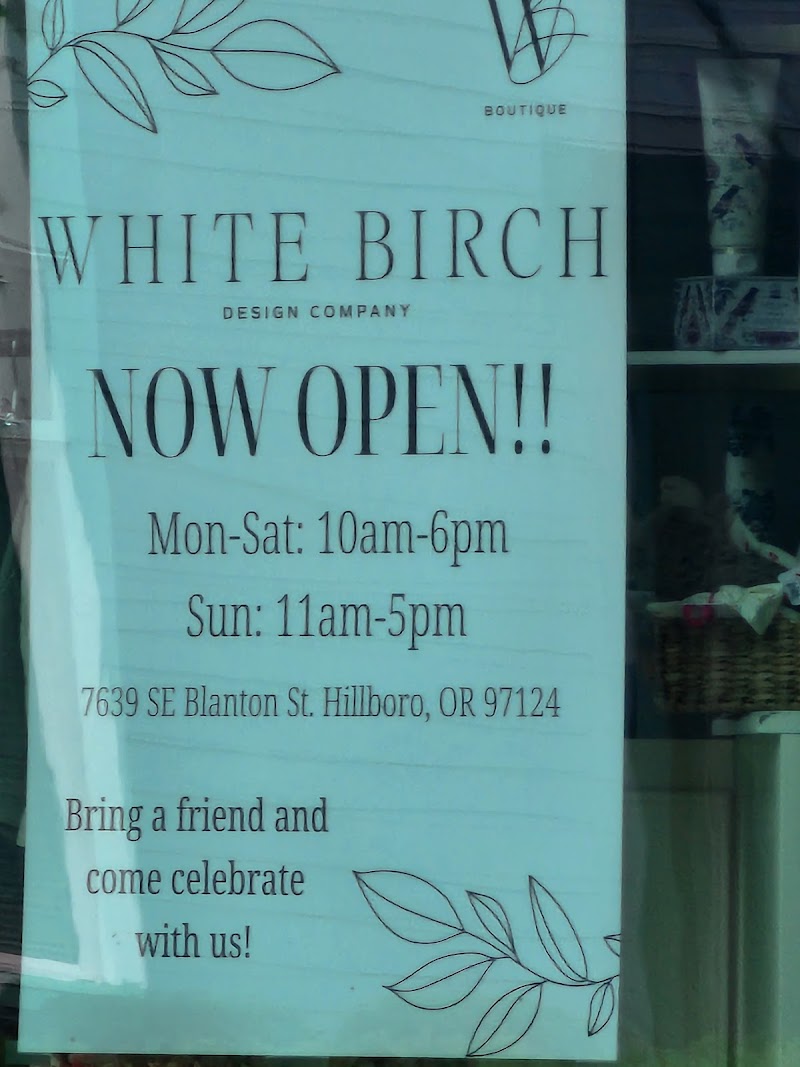 W
BOUTIQUE
WHITE BIRCH
DESIGN COMPANY
NOW OPEN!!
Mon-Sat: 10am-6pm
Sun: 11am-5pm
7639 SE Blanton St. Hillboro, OR 97124
Bring a friend and
come celebrate
with us!